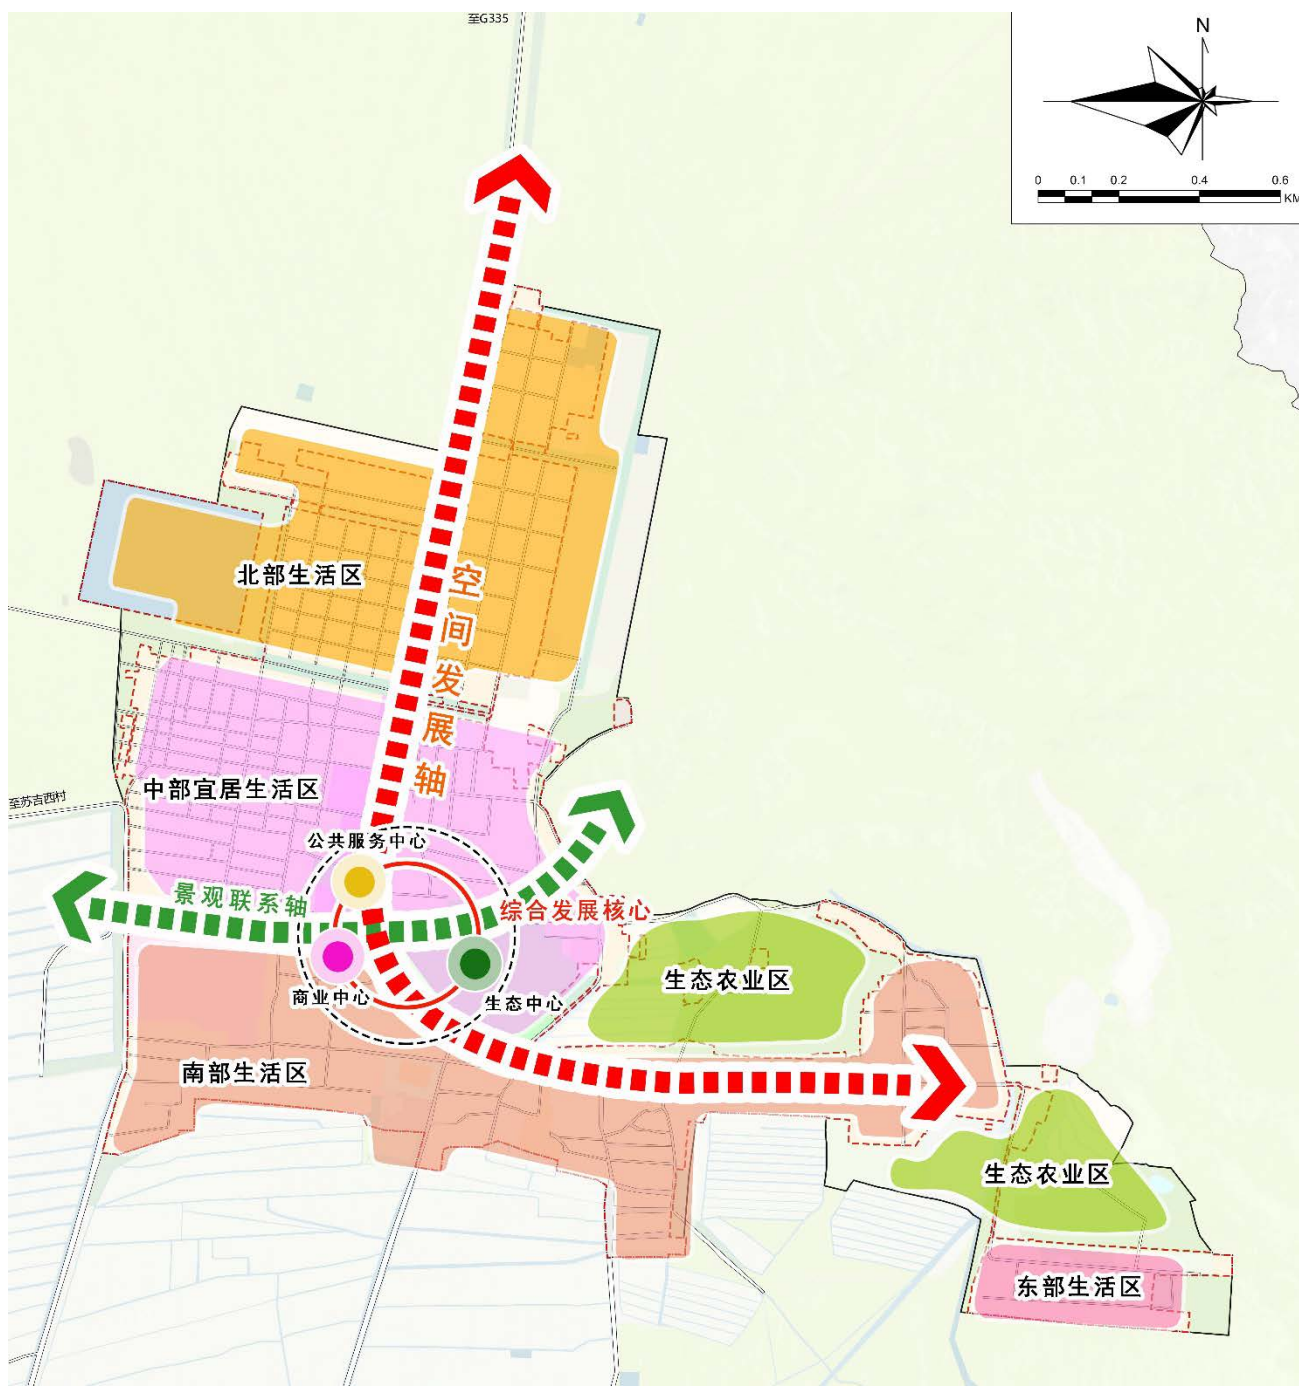 至G335
N
0 0.1 0.2 0.4 0.6
KM
北部生活区
空间发展轴
中部宜居生活区
至苏吉西村
公共服务中心
景观联系轴
综合发展核心
生态农业区
商业中心
生态中心
南部生活区
生态农业区
东部生活区